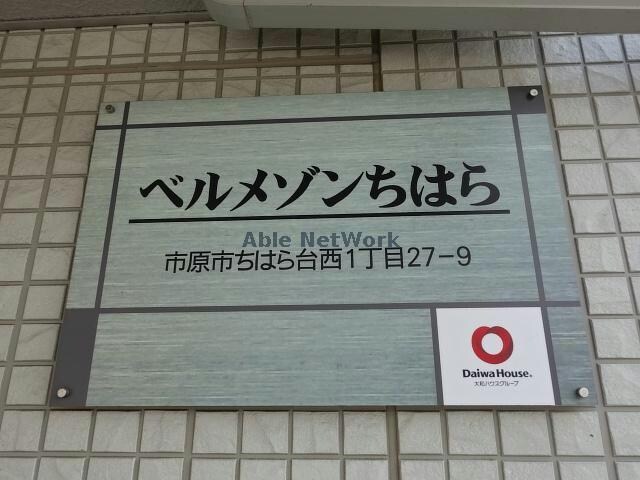 ベルメゾンちはら
Able NetWork
市原市ちはら台西1丁目27-9
Daiwa House®
大和ハウスグループ